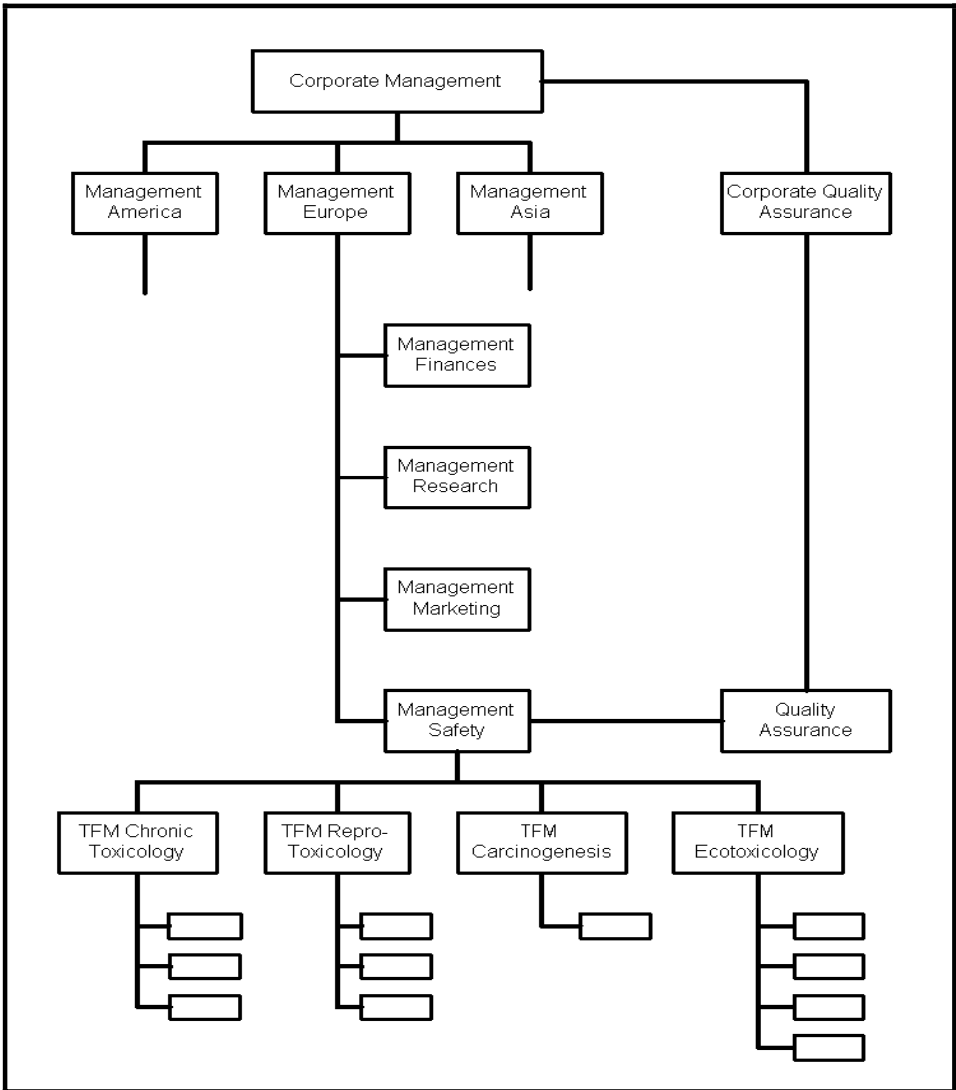 Corporate Management
Management
America
Management
Europe
Management
Asia
Corporate Quality
Assurance
Management
Finances
Management
Research
Management
Marketing
Management
Safety
Quality
Assurance
TFM Chronic
Toxicology
TFM Repro-
Toxicology
TFM
Carcinogenesis
TFM
Ecotoxicology